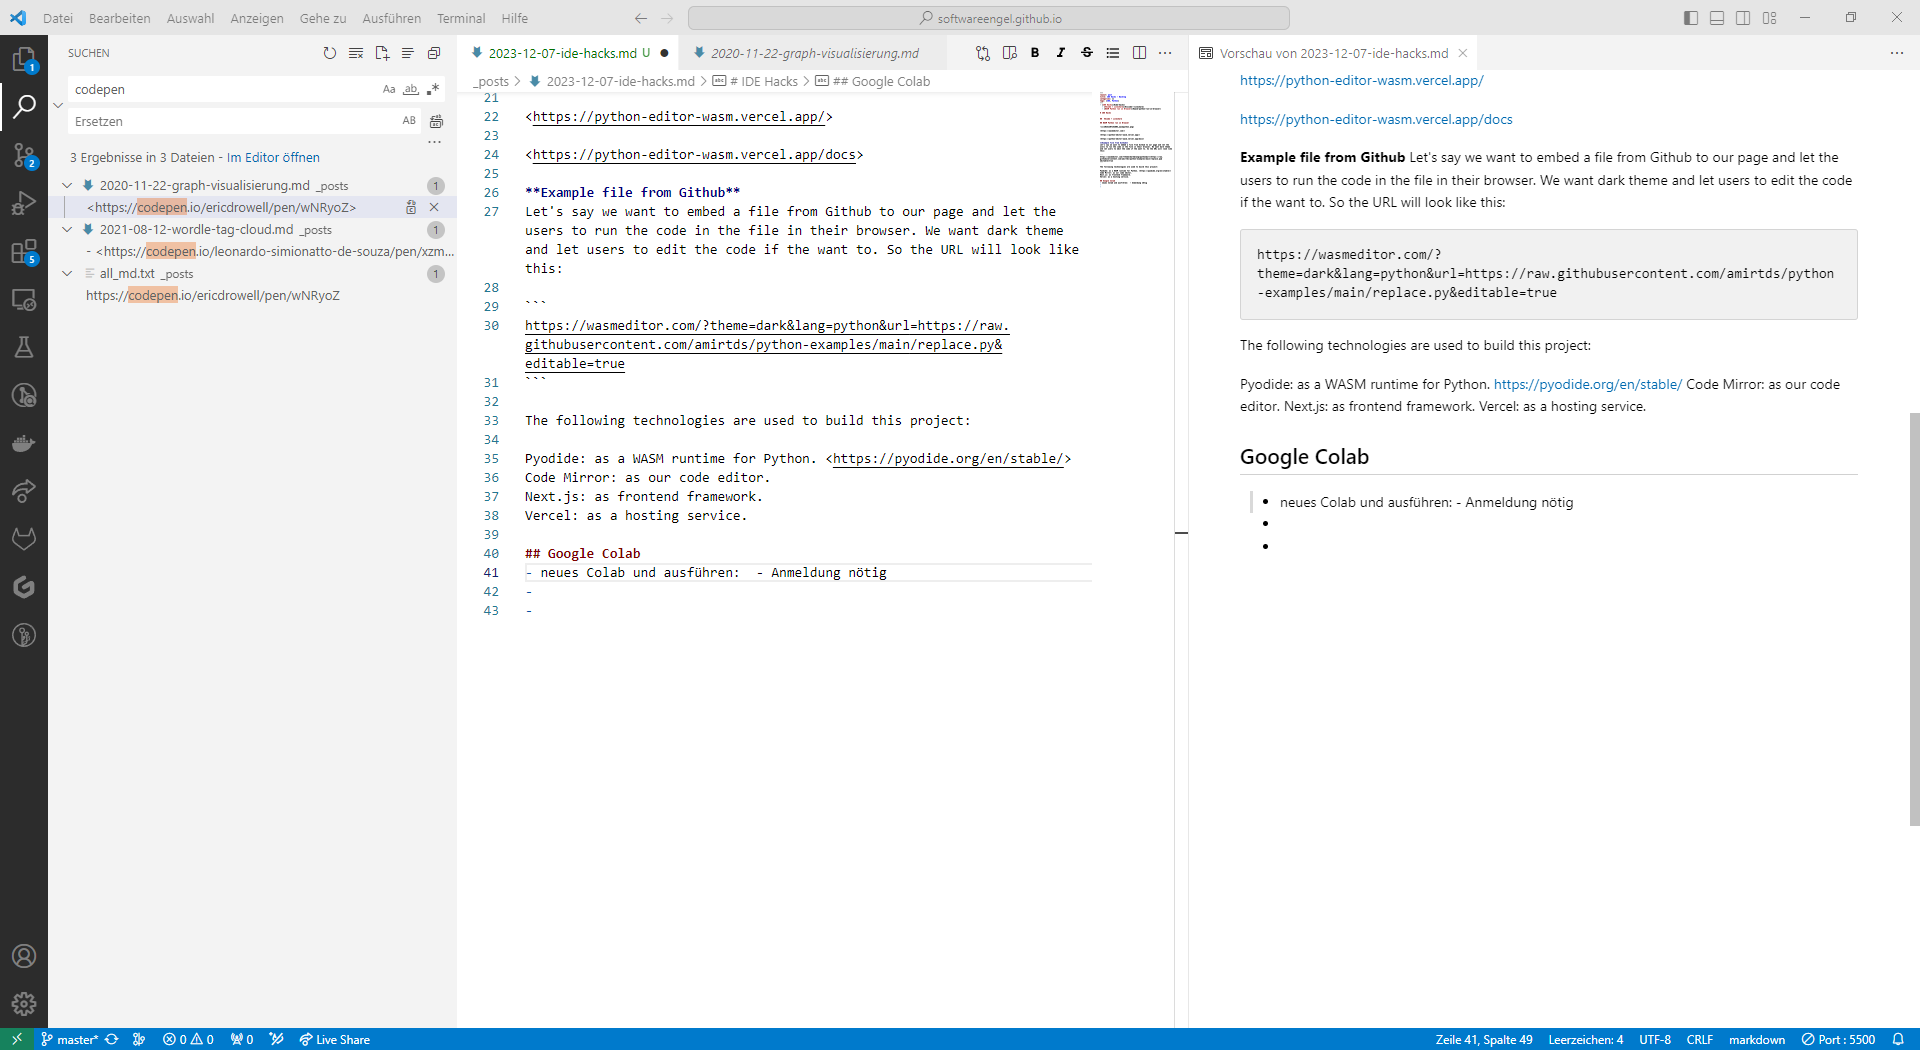 Datei Bearbeiten Auswahl Anzeigen Gehe zu Ausführen Terminal Hilfe
softwareengel.github.io
SUCHEN
codepen
Aa ab .*
Ersetzen
AB
3 Ergebnisse in 3 Dateien - Im Editor öffnen
2020-11-22-graph-visualisierung.md _posts 1
<https://codepen.io/ericdrowell/pen/wNRyoZ>
2021-08-12-wordle-tag-cloud.md _posts 1
- <https://codepen.io/leonardo-simionatto-de-souza/pen/xzm...
all_md.txt _posts 1
https://codepen.io/ericdrowell/pen/wNRyoZ
1
2
5
2023-12-07-ide-hacks.md U
2020-11-22-graph-visualisierung.md
B I S
_posts > 2023-12-07-ide-hacks.md > # IDE Hacks > ## Google Colab
21
22 <https://python-editor-wasm.vercel.app/>
23
24 <https://python-editor-wasm.vercel.app/docs>
25
26 **Example file from Github**
27 Let's say we want to embed a file from Github to our page and let the
users to run the code in the file in their browser. We want dark theme
and let users to edit the code if the want to. So the URL will look like
this:
28
29 ```
30 https://wasmeditor.com/?theme=dark&lang=python&url=https://raw.
githubusercontent.com/amirtds/python-examples/main/replace.py&
editable=true
31 ```
32
33 The following technologies are used to build this project:
34
35 Pyodide: as a WASM runtime for Python. <https://pyodide.org/en/stable/>
36 Code Mirror: as our code editor.
37 Next.js: as frontend framework.
38 Vercel: as a hosting service.
39
40 ## Google Colab
41 - neues Colab und ausführen:  - Anmeldung nötig
42 -
43 -
Vorschau von 2023-12-07-ide-hacks.md
https://python-editor-wasm.vercel.app/
https://python-editor-wasm.vercel.app/docs
Example file from Github Let's say we want to embed a file from Github to our page and let the
users to run the code in the file in their browser. We want dark theme and let users to edit the code
if the want to. So the URL will look like this:
https://wasmeditor.com/?
theme=dark&lang=python&url=https://raw.githubusercontent.com/amirtds/python
-examples/main/replace.py&editable=true
The following technologies are used to build this project:
Pyodide: as a WASM runtime for Python. https://pyodide.org/en/stable/ Code Mirror: as our code
editor. Next.js: as frontend framework. Vercel: as a hosting service.
Google Colab
• neues Colab und ausführen: - Anmeldung nötig
•
•
master* 0 0 0 Live Share
Zeile 41, Spalte 49 Leerzeichen: 4 UTF-8 CRLF markdown Port : 5500